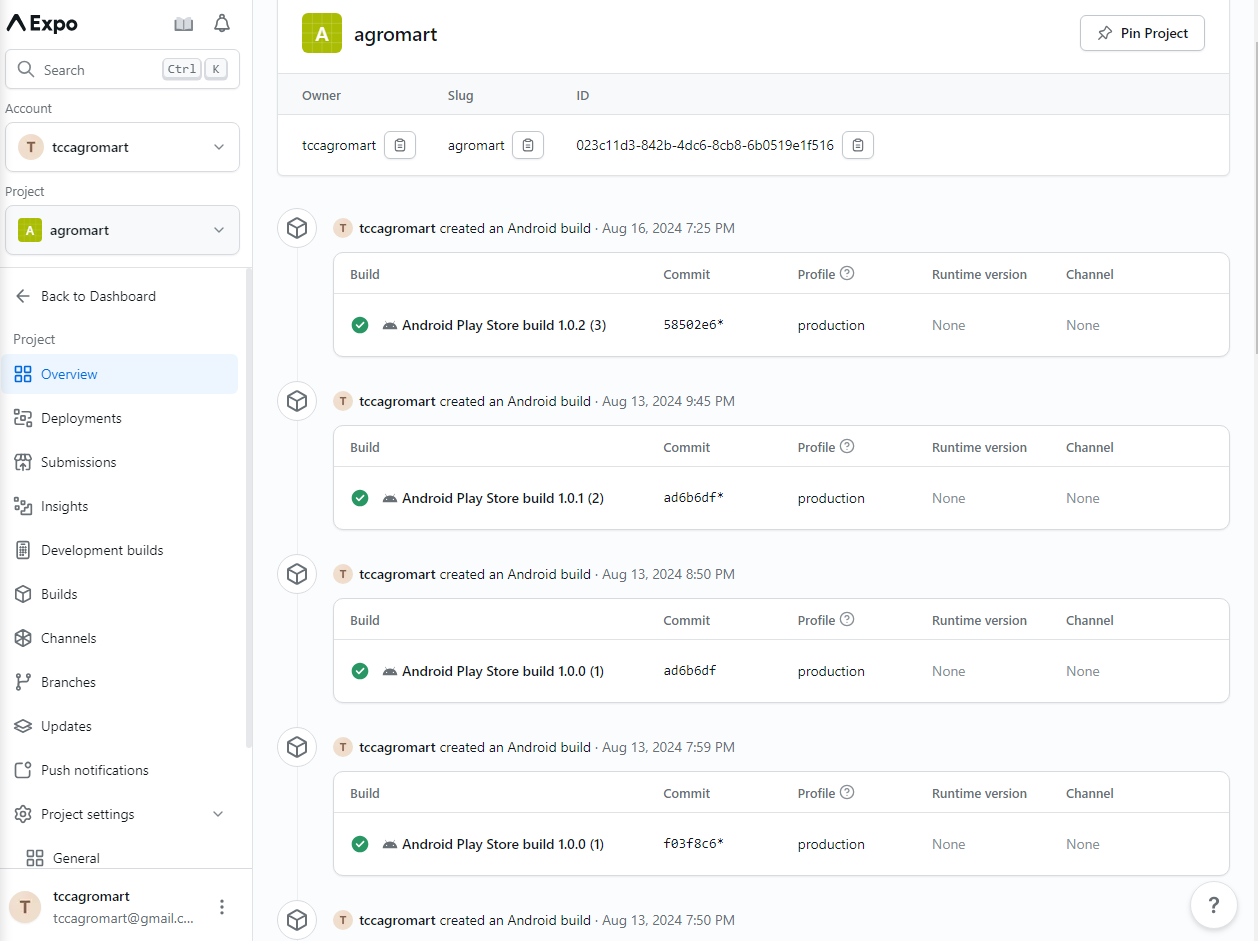 Expo
Search Ctrl K
Account
T tccagromart
Project
A agromart
Back to Dashboard
Project
Overview
Deployments
Submissions
Insights
Development builds
Builds
Channels
Branches
Updates
Push notifications
Project settings
General
T tccagromart
tccagromart@gmail.c...
A agromart
Pin Project
Owner Slug ID
tccagromart agromart 023c11d3-842b-4dc6-8cb8-6b0519e1f516
T tccagromart created an Android build · Aug 16, 2024 7:25 PM
Build Commit Profile ? Runtime version Channel
Android Play Store build 1.0.2 (3) 58502e6* production None None
T tccagromart created an Android build · Aug 13, 2024 9:45 PM
Build Commit Profile ? Runtime version Channel
Android Play Store build 1.0.1 (2) ad6b6df* production None None
T tccagromart created an Android build · Aug 13, 2024 8:50 PM
Build Commit Profile ? Runtime version Channel
Android Play Store build 1.0.0 (1) ad6b6df production None None
T tccagromart created an Android build · Aug 13, 2024 7:59 PM
Build Commit Profile ? Runtime version Channel
Android Play Store build 1.0.0 (1) f03f8c6* production None None
T tccagromart created an Android build · Aug 13, 2024 7:50 PM
?